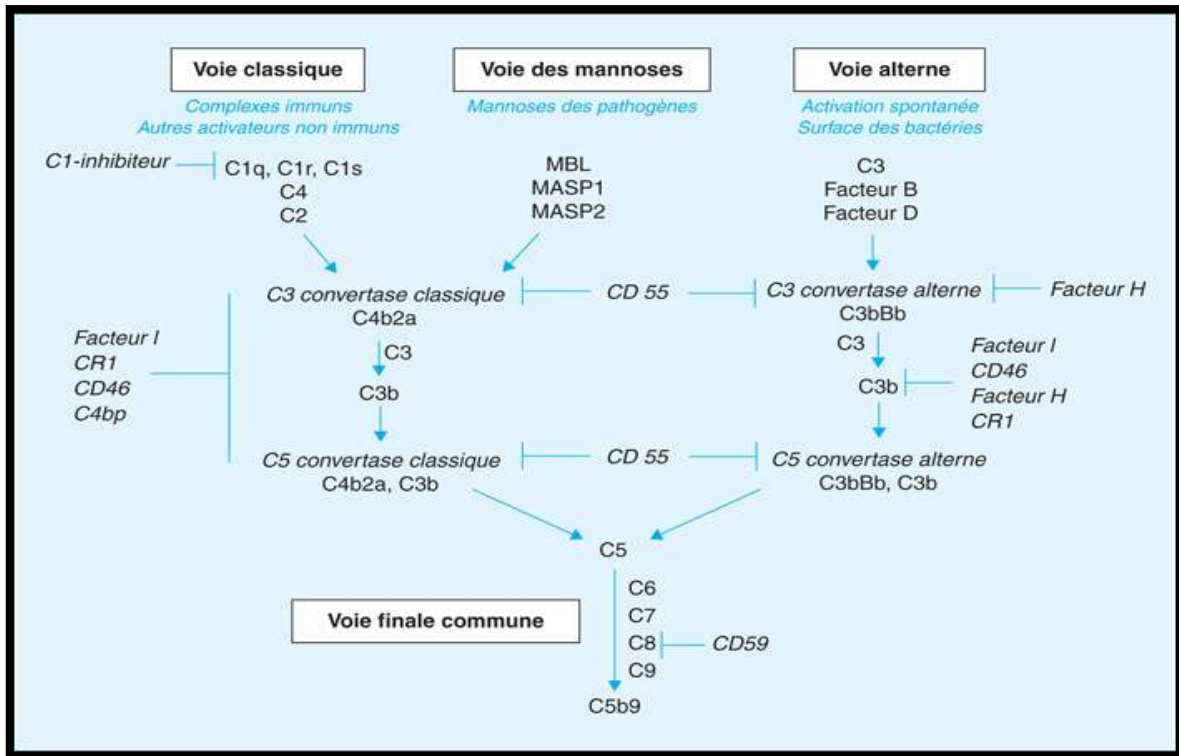 Voie classique
Voie des mannoses
Voie alterne
Complexes immuns
Autres activateurs non immuns
Mannoses des pathogènes
Activation spontanée
Surface des bactéries
C1-inhibiteur
C1q, C1r, C1s
C4
C2
MBL
MASP1
MASP2
C3
Facteur B
Facteur D
C3 convertase classique
C4b2a
CD 55
C3 convertase alterne
C3bBb
Facteur H
Facteur I
CR1
CD46
C4bp
C3
C3b
C3
C3b
Facteur I
CD46
Facteur H
CR1
C5 convertase classique
C4b2a, C3b
CD 55
C5 convertase alterne
C3bBb, C3b
C5
Voie finale commune
C6
C7
C8
C9
CD59
C5b9